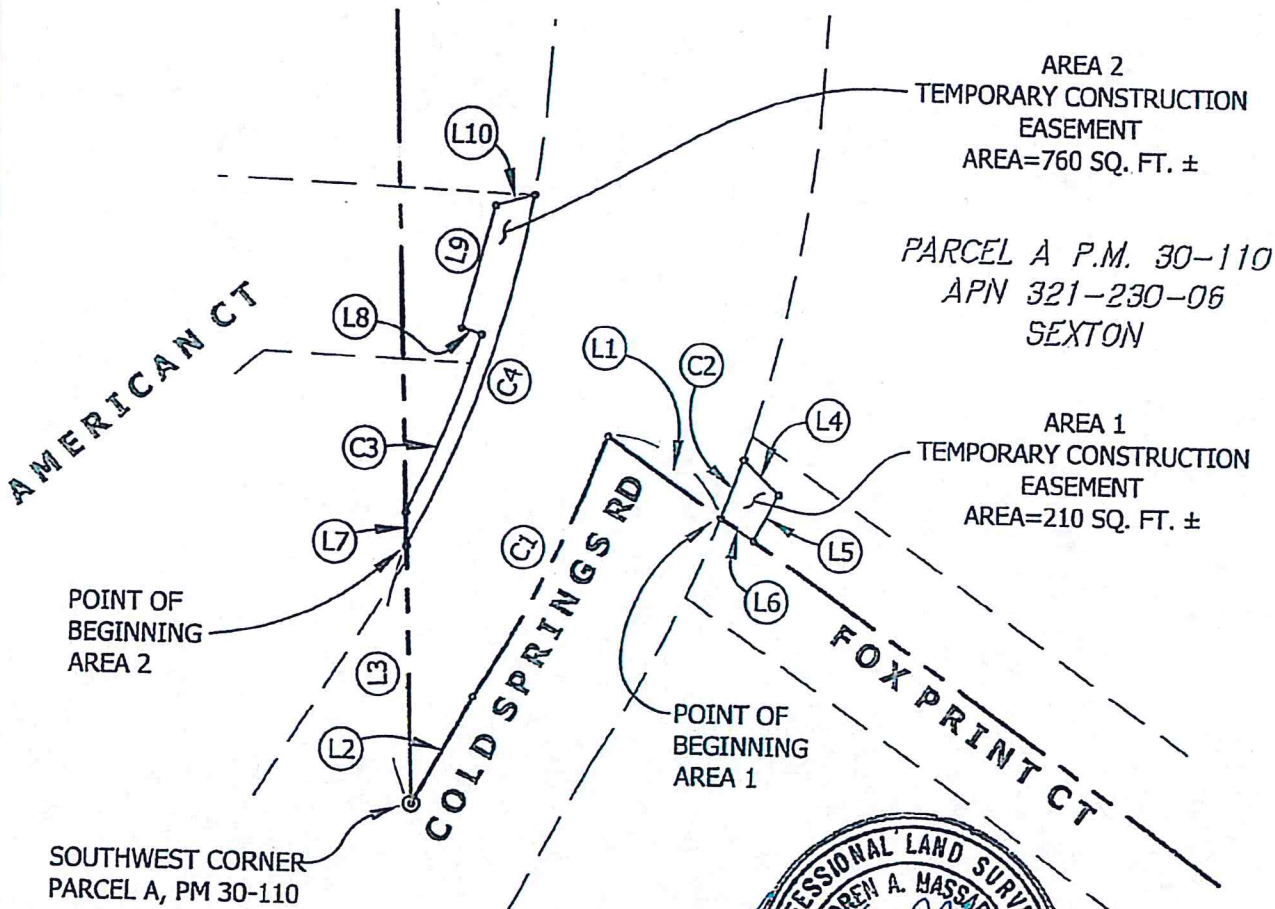 AREA 2
TEMPORARY CONSTRUCTION
EASEMENT
AREA=760 SQ. FT. ±
L10
PARCEL A P.M. 30-110
APN 321-230-06
SEXTON
L9
L8
AMERICAN CT
C4
L1
C2
L4
AREA 1
TEMPORARY CONSTRUCTION
EASEMENT
AREA=210 SQ. FT. ±
C3
L7
C1
L5
L6
POINT OF
BEGINNING
AREA 2
L3
COLD SPRINGS RD
FOX PRINT CT
POINT OF
BEGINNING
AREA 1
L2
SOUTHWEST CORNER
PARCEL A, PM 30-110
LAND
A.